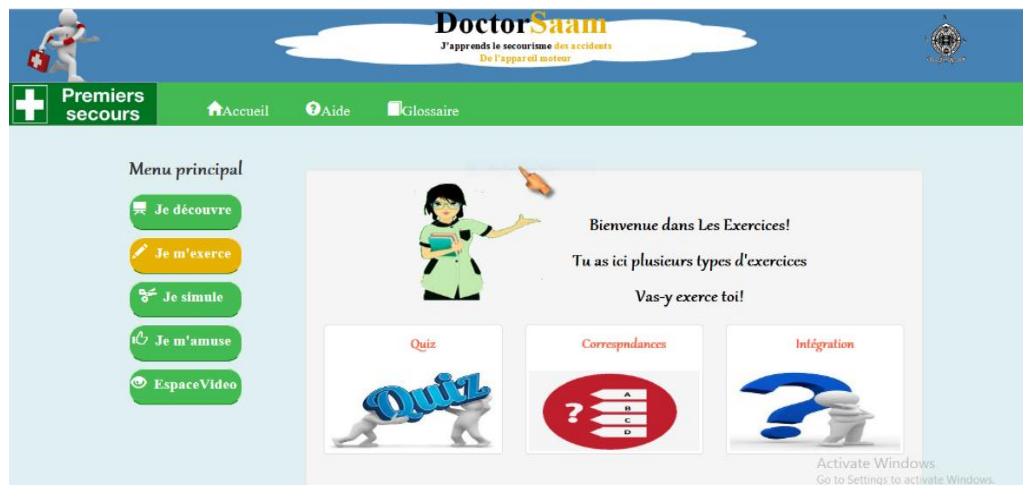 DoctorSaam
J'apprends le secourisme des accidents
De l'appareil moteur
Premiers
secours
Accueil
Aide
Glossaire
Menu principal
Je découvre
Je m'exerce
Je simule
Je m'amuse
EspaceVideo
Bienvenue dans Les Exercices!
Tu as ici plusieurs types d'exercices
Vas-y exerce toi!
Quiz
Correspndances
Intégration
Quiz
?
A
B
C
D
Activate Windows
Go to Settings to activate Windows.